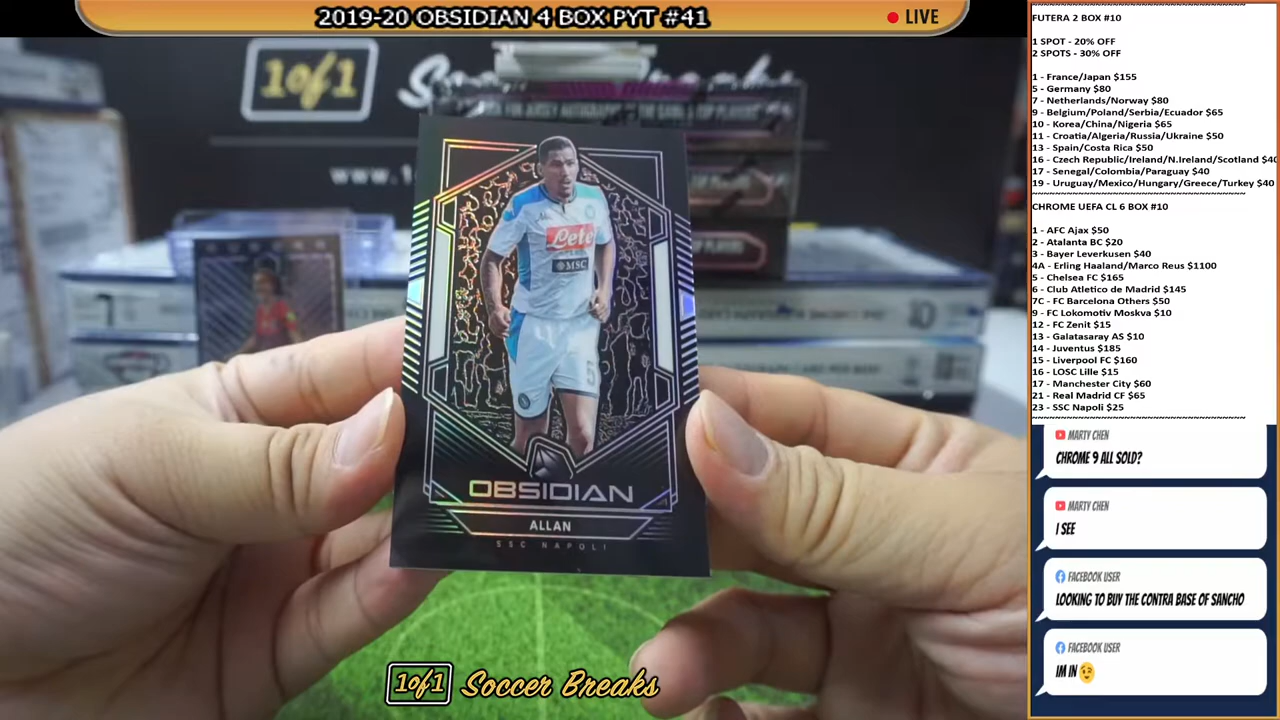 2019-20 OBSIDIAN 4 BOX PYT #41
LIVE
1of1
www.1
Lete
MSC
5
OBSIDIAN
ALLAN
SSC NAPOLI
1of1 Soccer Breaks
FUTERA 2 BOX #10
1 SPOT - 20% OFF
2 SPOTS - 30% OFF
1 - France/Japan $155
5 - Germany $80
7 - Netherlands/Norway $80
9 - Belgium/Poland/Serbia/Ecuador $65
10 - Korea/China/Nigeria $65
11 - Croatia/Algeria/Russia/Ukraine $50
13 - Spain/Costa Rica $50
16 - Czech Republic/Ireland/N.Ireland/Scotland $40
17 - Senegal/Colombia/Paraguay $40
19 - Uruguay/Mexico/Hungary/Greece/Turkey $40
CHROME UEFA CL 6 BOX #10
1 - AFC Ajax $50
2 - Atalanta BC $20
3 - Bayer Leverkusen $40
4A - Erling Haaland/Marco Reus $1100
5 - Chelsea FC $165
6 - Club Atletico de Madrid $145
7C - FC Barcelona Others $50
9 - FC Lokomotiv Moskva $10
12 - FC Zenit $15
13 - Galatasaray AS $10
14 - Juventus $185
15 - Liverpool FC $160
16 - LOSC Lille $15
17 - Manchester City $60
21 - Real Madrid CF $65
23 - SSC Napoli $25
MARTY CHEN
CHROME 9 ALL SOLD?
MARTY CHEN
I SEE
FACEBOOK USER
LOOKING TO BUY THE CONTRA BASE OF SANCHO
FACEBOOK USER
IM IN😉